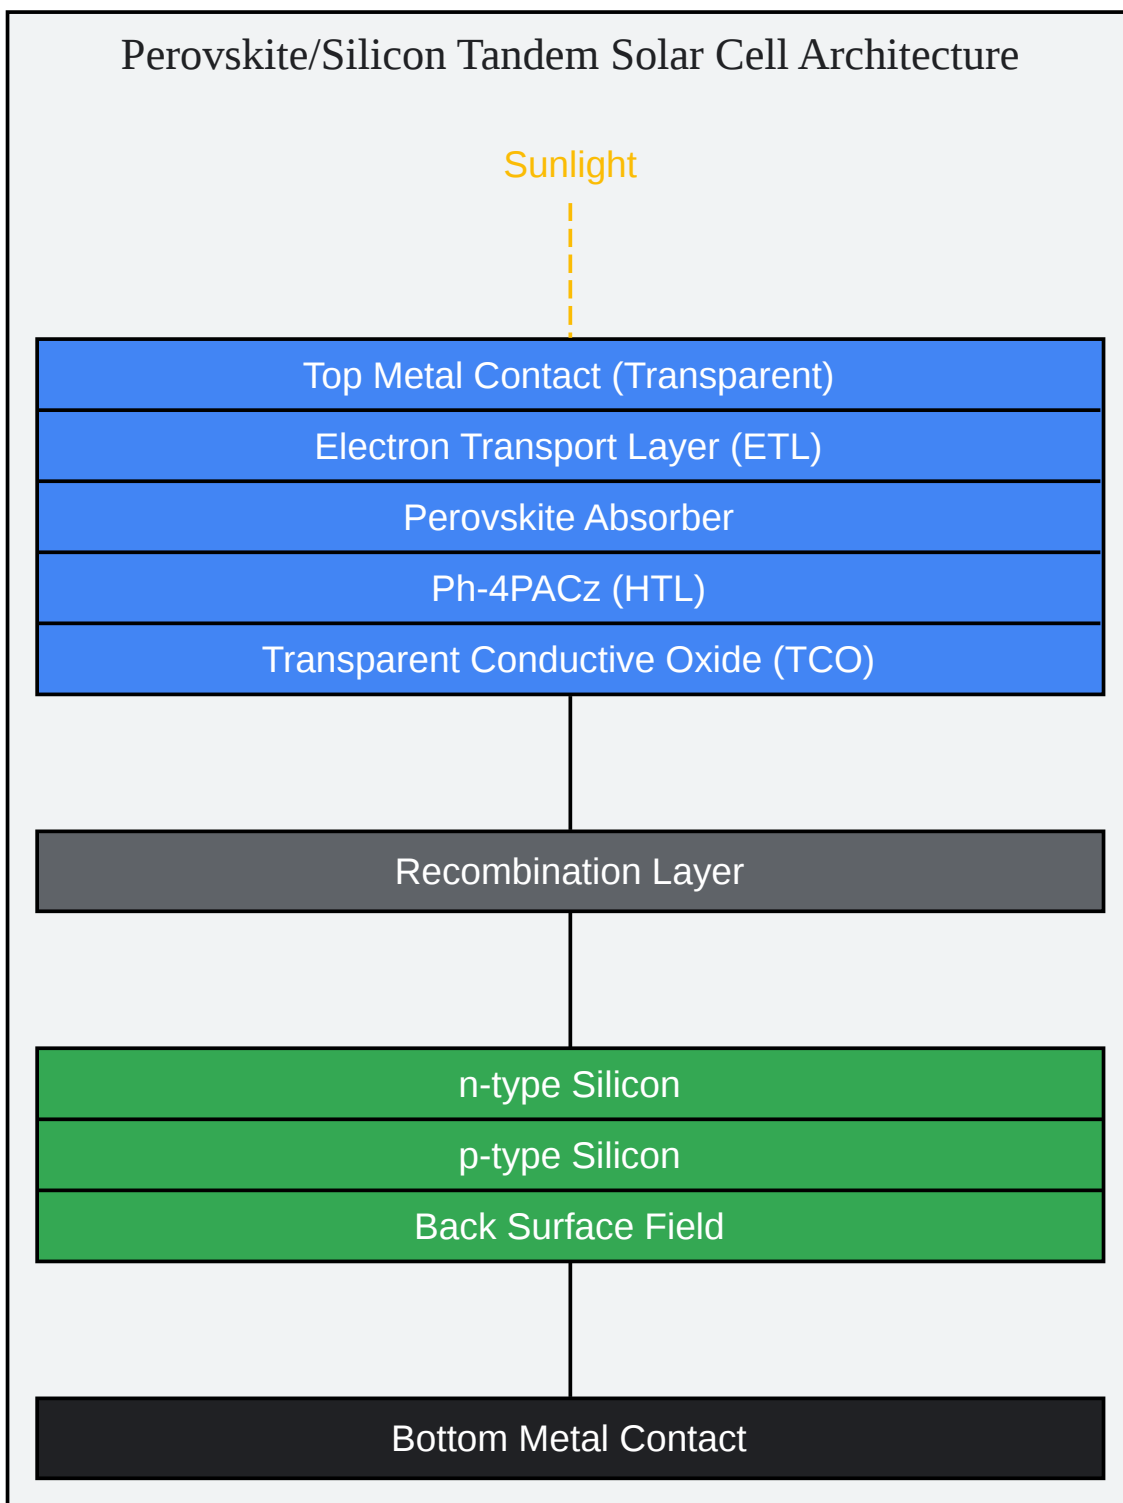 Perovskite/Silicon Tandem Solar Cell Architecture
Sunlight
Top Metal Contact (Transparent)
Electron Transport Layer (ETL)
Perovskite Absorber
Ph-4PACz (HTL)
Transparent Conductive Oxide (TCO)
Recombination Layer
n-type Silicon
p-type Silicon
Back Surface Field
Bottom Metal Contact